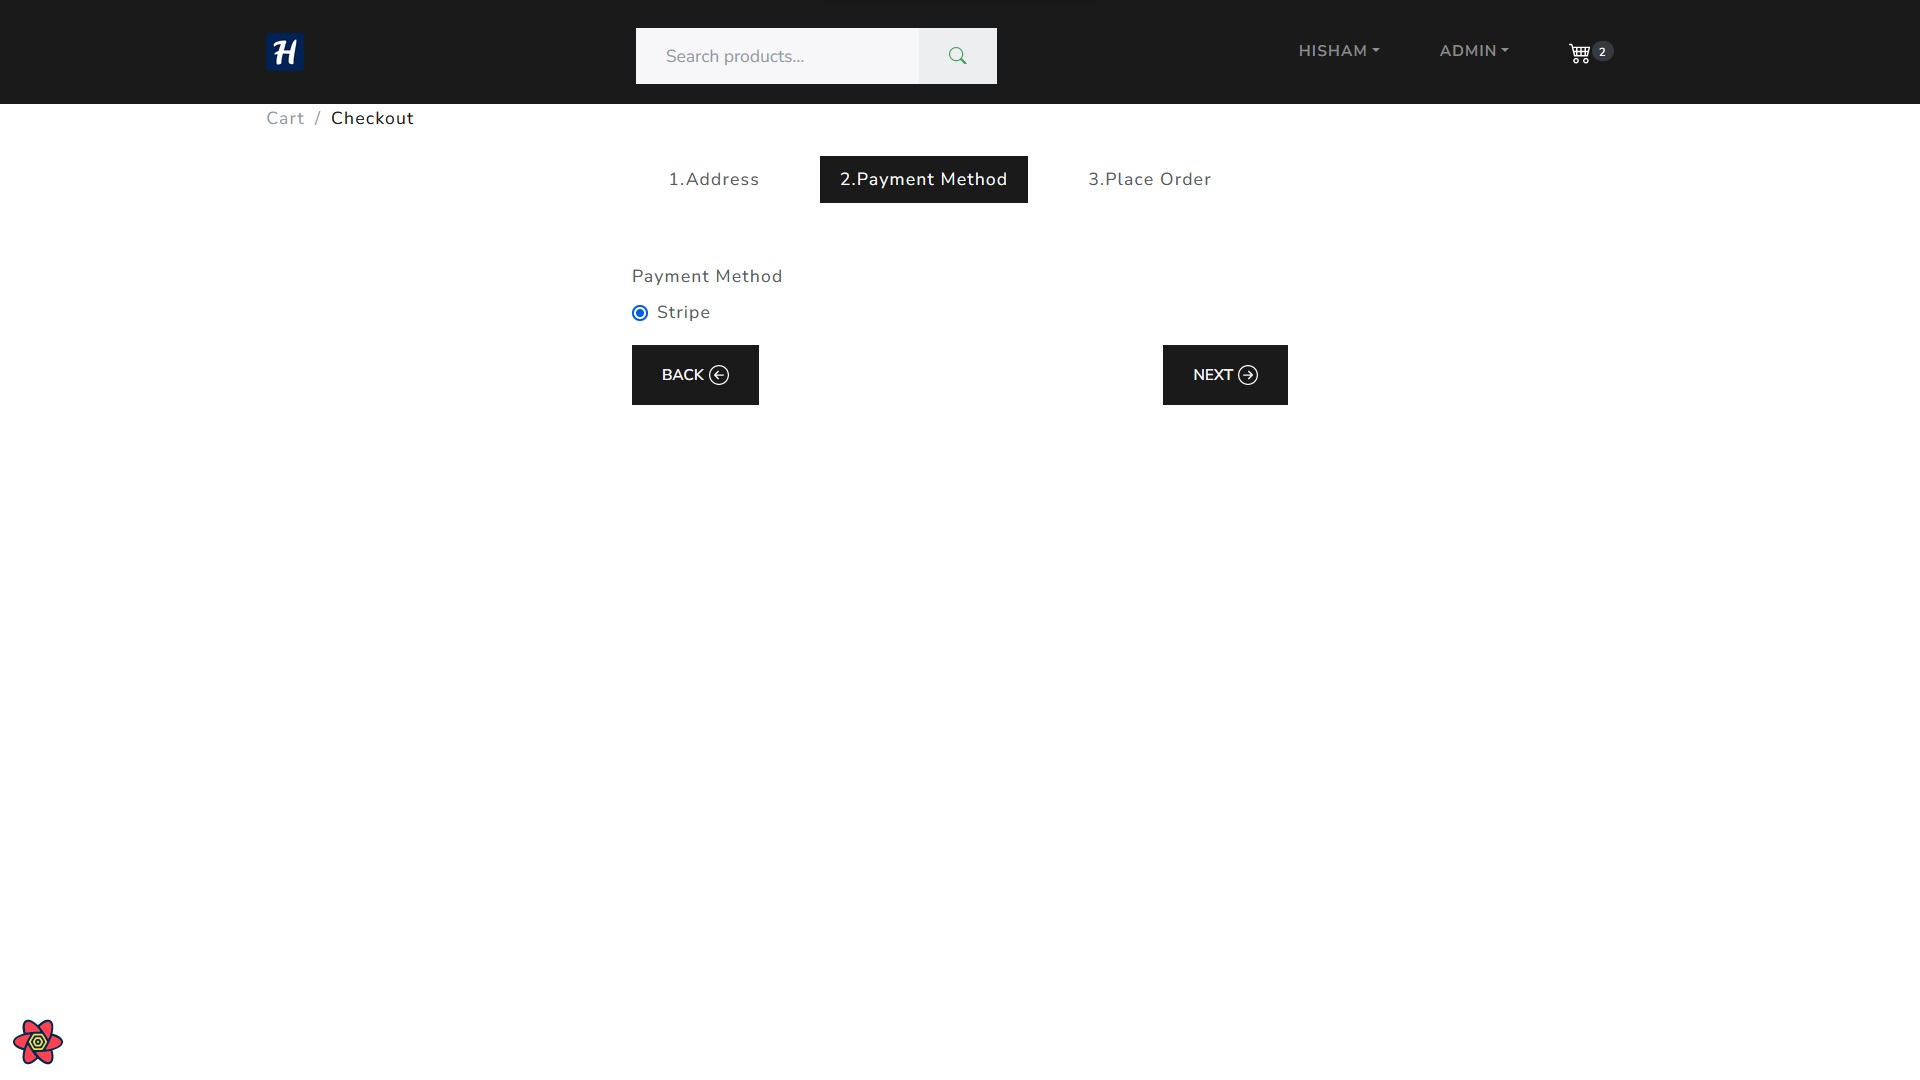 H
Search products...
HISHAM
ADMIN
2
Cart / Checkout
1.Address
2.Payment Method
3.Place Order
Payment Method
Stripe
BACK
NEXT